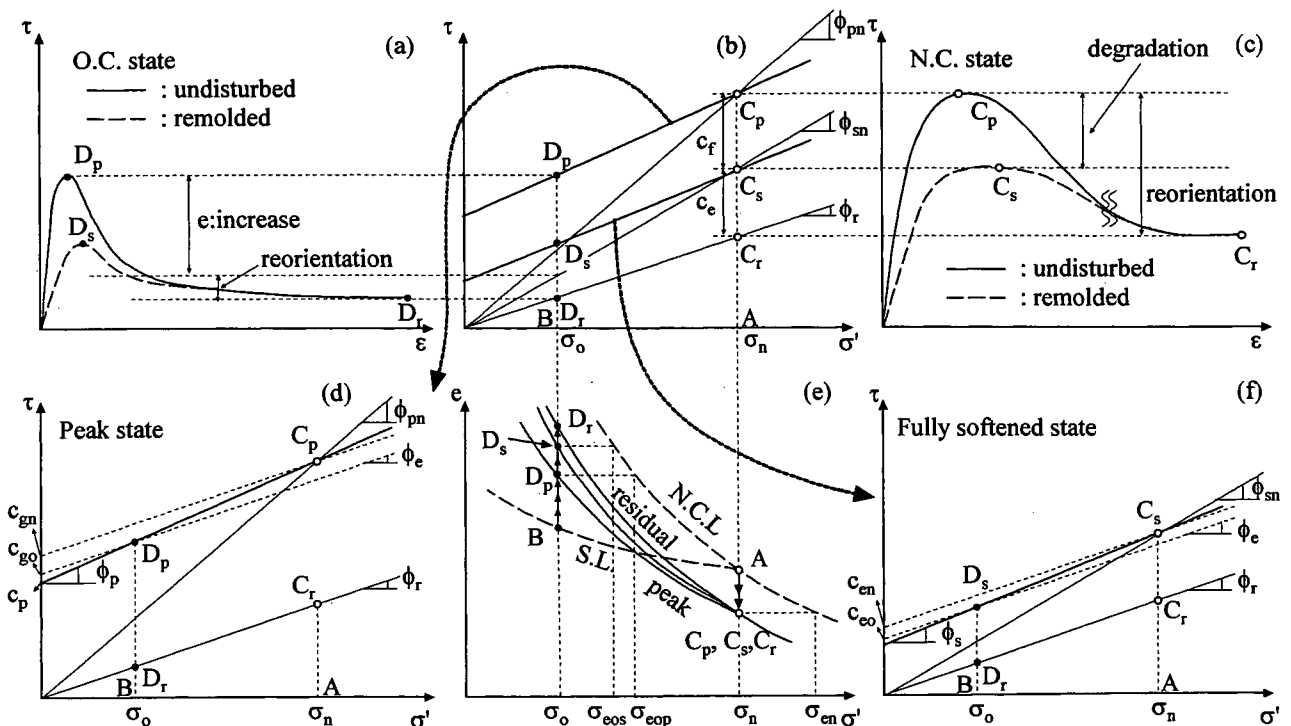 τ
(a)
O.C. state
: undisturbed
: remolded
D_p
D_s
e:increase
reorientation
D_r
ε
τ
(b)
ϕ_pn
C_p
ϕ_sn
c_f
D_p
C_s
c_e
ϕ_r
D_s
C_r
B
D_r
A
σ_o
σ_n
σ'
τ
(c)
N.C. state
degradation
C_p
C_s
reorientation
C_r
: undisturbed
: remolded
ε
τ
(d)
Peak state
ϕ_pn
C_p
ϕ_e
c_gn
c_go
D_p
ϕ_p
c_p
C_r
ϕ_r
B
D_r
A
σ_o
σ_n
σ'
e
(e)
D_r
D_s
D_p
N.C.L
residual
B
S.L
A
peak
C_p, C_s, C_r
σ_o
σ_eos
σ_eop
σ_n
σ_en
σ'
τ
(f)
Fully softened state
ϕ_sn
C_s
ϕ_e
D_s
c_en
c_eo
ϕ_s
ϕ_r
C_r
B
D_r
A
σ_o
σ_n
σ'